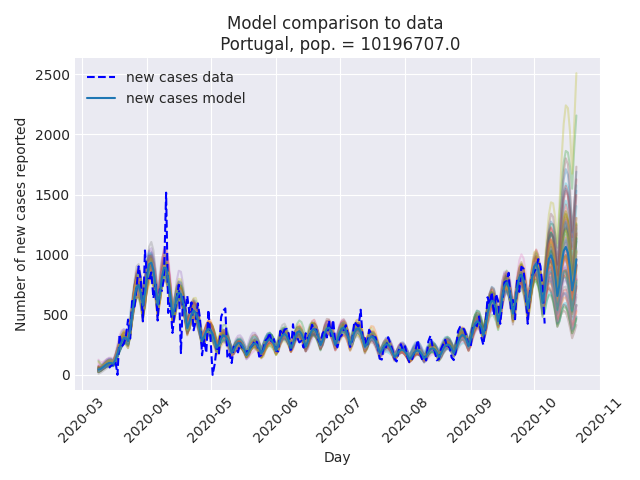 Model comparison to data
Portugal, pop. = 10196707.0
new cases data
new cases model
Number of new cases reported
2500
2000
1500
1000
500
0
2020-03
2020-04
2020-05
2020-06
2020-07
2020-08
2020-09
2020-10
2020-11
Day